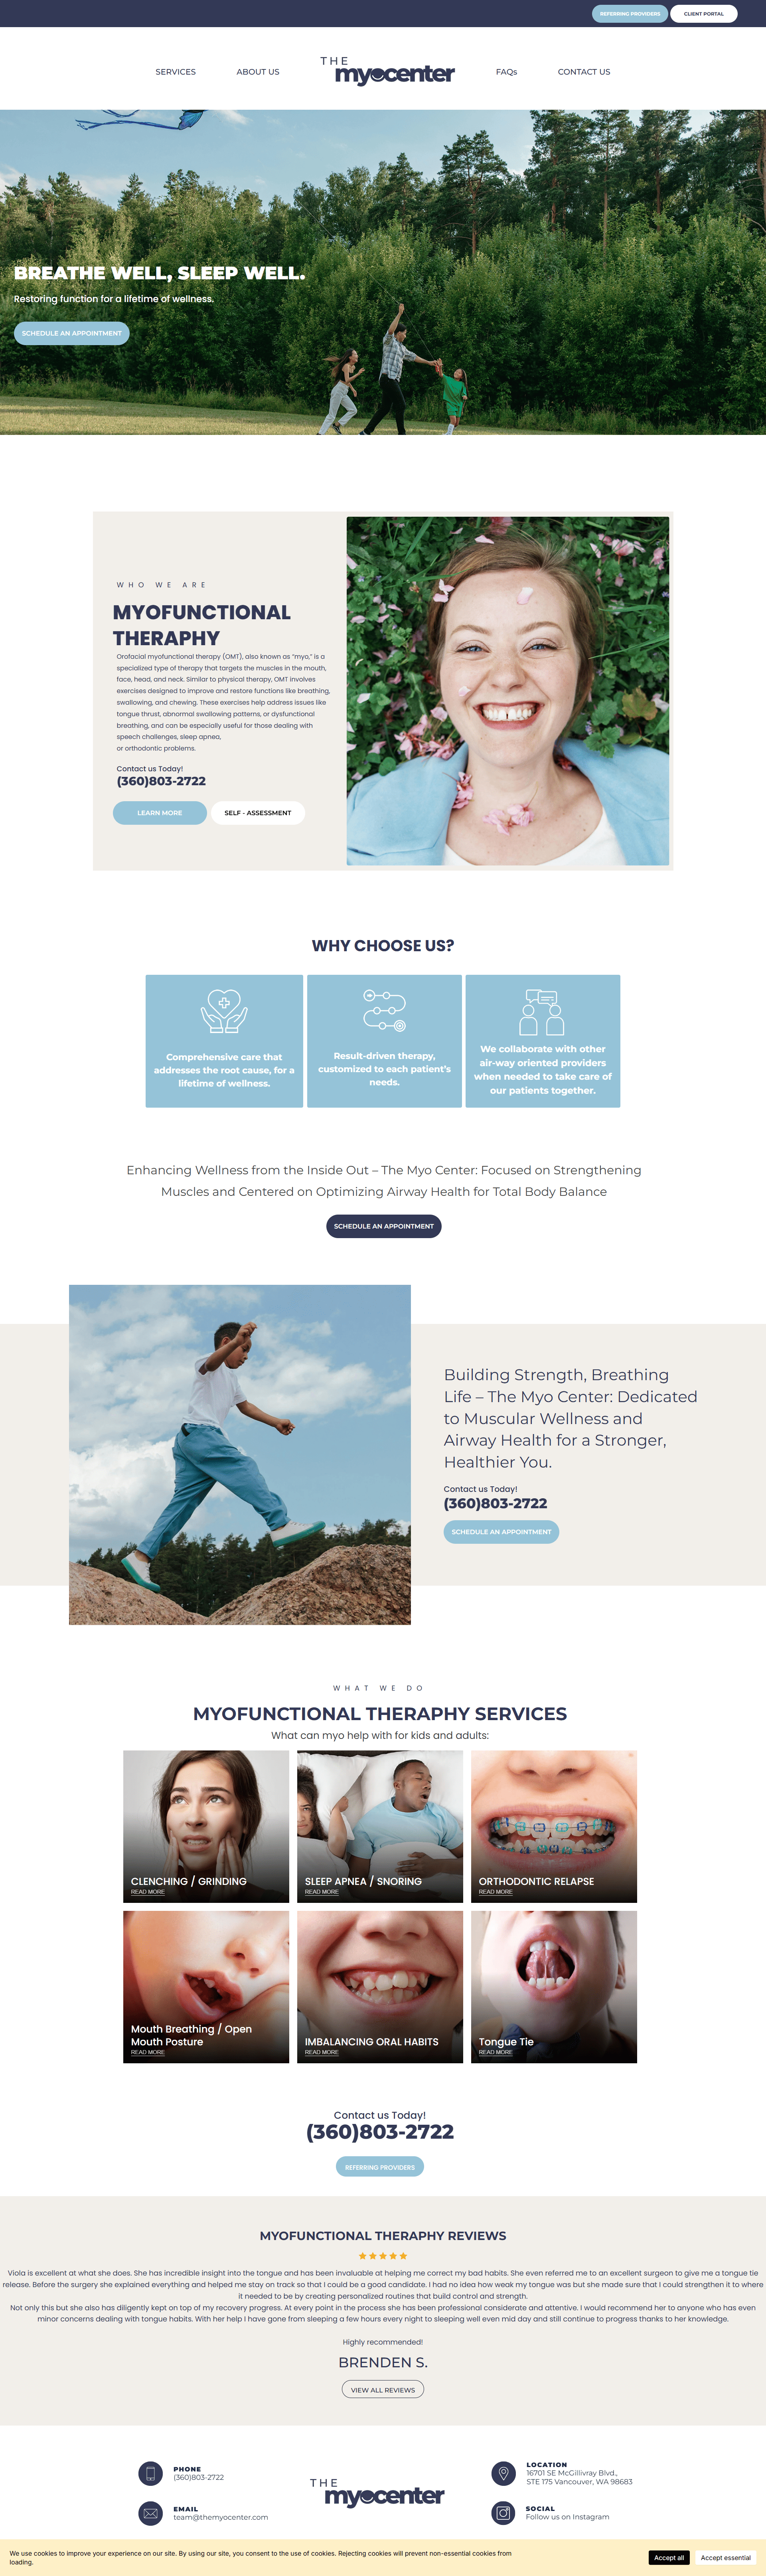 REFERRING PROVIDERS
CLIENT PORTAL
SERVICES
ABOUT US
THE
myocenter
FAQs
CONTACT US
BREATHE WELL, SLEEP WELL.
Restoring function for a lifetime of wellness.
SCHEDULE AN APPOINTMENT
WHO WE ARE
MYOFUNCTIONAL
THERAPHY
Orofacial myofunctional therapy (OMT), also known as "myo," is a
specialized type of therapy that targets the muscles in the mouth,
face, head, and neck. Similar to physical therapy, OMT involves
exercises designed to improve and restore functions like breathing,
swallowing, and chewing. These exercises help address issues like
tongue thrust, abnormal swallowing patterns, or dysfunctional
breathing, and can be especially useful for those dealing with
speech challenges, sleep apnea,
or orthodontic problems.
Contact us Today!
(360)803-2722
LEARN MORE
SELF - ASSESSMENT
WHY CHOOSE US?
Comprehensive care that
addresses the root cause, for a
lifetime of wellness.
Result-driven therapy,
customized to each patient's
needs.
We collaborate with other
air-way oriented providers
when needed to take care of
our patients together.
Enhancing Wellness from the Inside Out – The Myo Center: Focused on Strengthening
Muscles and Centered on Optimizing Airway Health for Total Body Balance
SCHEDULE AN APPOINTMENT
Building Strength, Breathing
Life – The Myo Center: Dedicated
to Muscular Wellness and
Airway Health for a Stronger,
Healthier You.
Contact us Today!
(360)803-2722
SCHEDULE AN APPOINTMENT
WHAT WE DO
MYOFUNCTIONAL THERAPHY SERVICES
What can myo help with for kids and adults:
CLENCHING / GRINDING
READ MORE
SLEEP APNEA / SNORING
READ MORE
ORTHODONTIC RELAPSE
READ MORE
Mouth Breathing / Open
Mouth Posture
READ MORE
IMBALANCING ORAL HABITS
READ MORE
Tongue Tie
READ MORE
Contact us Today!
(360)803-2722
REFERRING PROVIDERS
MYOFUNCTIONAL THERAPHY REVIEWS
Viola is excellent at what she does. She has incredible insight into the tongue and has been invaluable at helping me correct my bad habits. She even referred me to an excellent surgeon to give me a tongue tie
release. Before the surgery she explained everything and helped me stay on track so that I could be a good candidate. I had no idea how weak my tongue was but she made sure that I could strengthen it to where
it needed to be by creating personalized routines that build control and strength.
Not only this but she also has diligently kept on top of my recovery progress. At every point in the process she has been professional considerate and attentive. I would recommend her to anyone who has even
minor concerns dealing with tongue habits. With her help I have gone from sleeping a few hours every night to sleeping well even mid day and still continue to progress thanks to her knowledge.
Highly recommended!
BRENDEN S.
VIEW ALL REVIEWS
PHONE
(360)803-2722
EMAIL
team@themyocenter.com
THE
myocenter
LOCATION
16701 SE McGillivray Blvd.,
STE 175 Vancouver, WA 98683
SOCIAL
Follow us on Instagram
We use cookies to improve your experience on our site. By using our site, you consent to the use of cookies. Rejecting cookies will prevent non-essential cookies from
loading.
Accept all
Accept essential